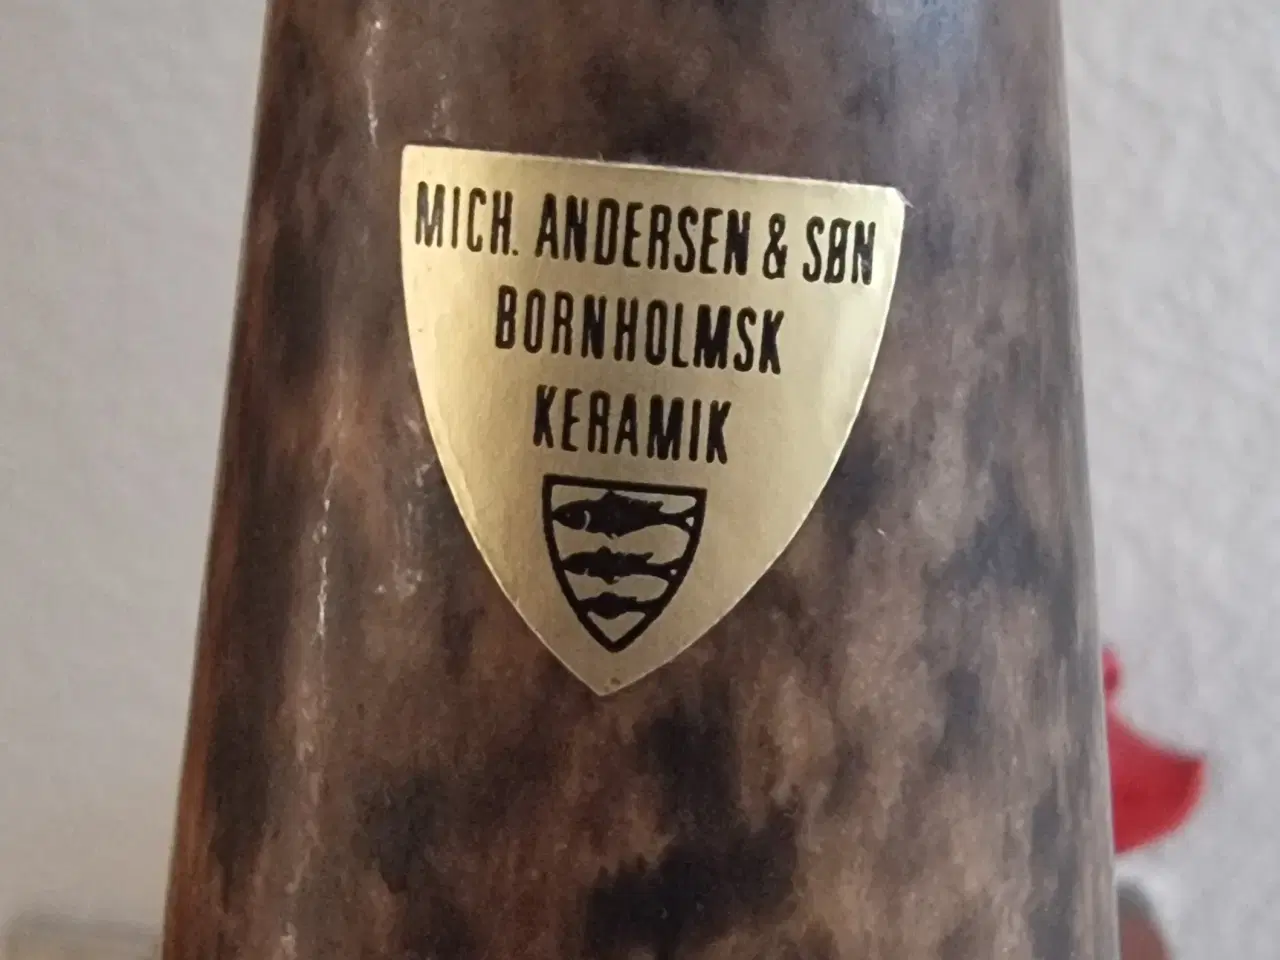 MICH. ANDERSEN & SØN
BORNHOLMSK
KERAMIK